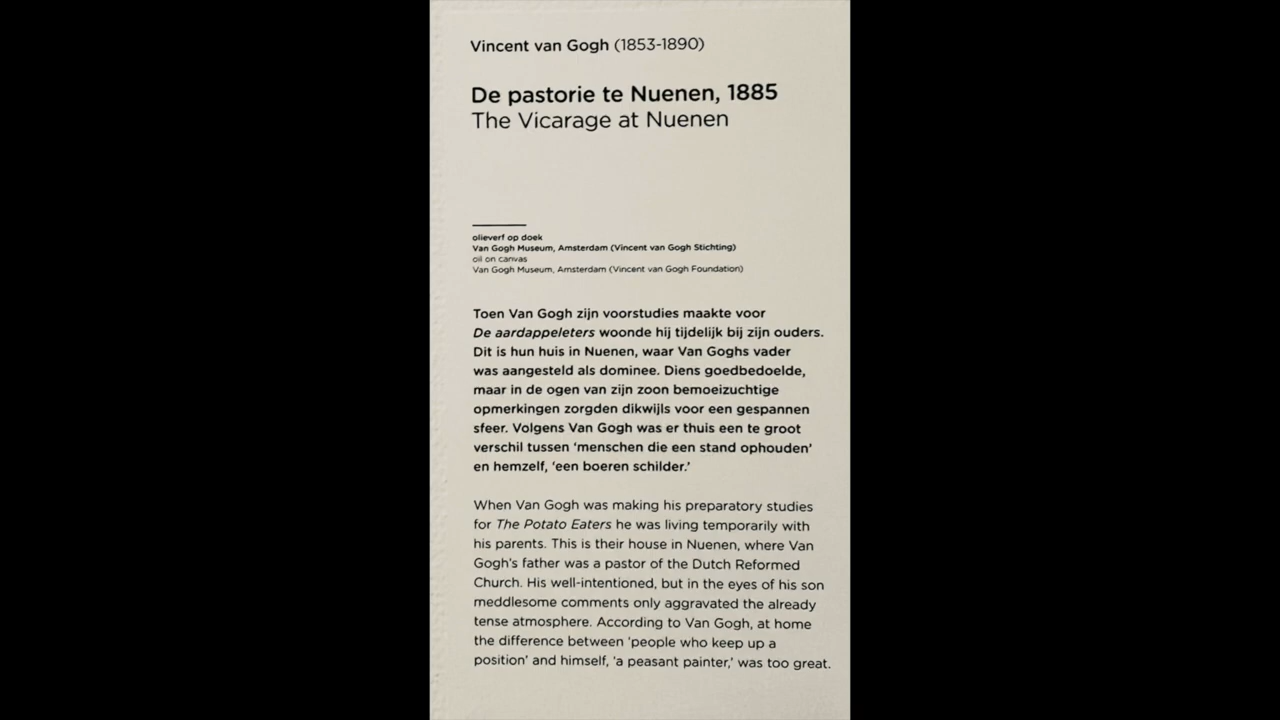 Vincent van Gogh (1853-1890)
De pastorie te Nuenen, 1885
The Vicarage at Nuenen
olieverf op doek
Van Gogh Museum, Amsterdam (Vincent van Gogh Stichting)
oil on canvas
Van Gogh Museum, Amsterdam (Vincent van Gogh Foundation)
Toen Van Gogh zijn voorstudies maakte voor
De aardappeleters woonde hij tijdelijk bij zijn ouders.
Dit is hun huis in Nuenen, waar Van Goghs vader
was aangesteld als dominee. Diens goedbedoelde,
maar in de ogen van zijn zoon bemoeizuchtige
opmerkingen zorgden dikwijls voor een gespannen
sfeer. Volgens Van Gogh was er thuis een te groot
verschil tussen ‘menschen die een stand ophouden’
en hemzelf, ‘een boeren schilder.’
When Van Gogh was making his preparatory studies
for The Potato Eaters he was living temporarily with
his parents. This is their house in Nuenen, where Van
Gogh’s father was a pastor of the Dutch Reformed
Church. His well-intentioned, but in the eyes of his son
meddlesome comments only aggravated the already
tense atmosphere. According to Van Gogh, at home
the difference between ‘people who keep up a
position’ and himself, ‘a peasant painter,’ was too great.